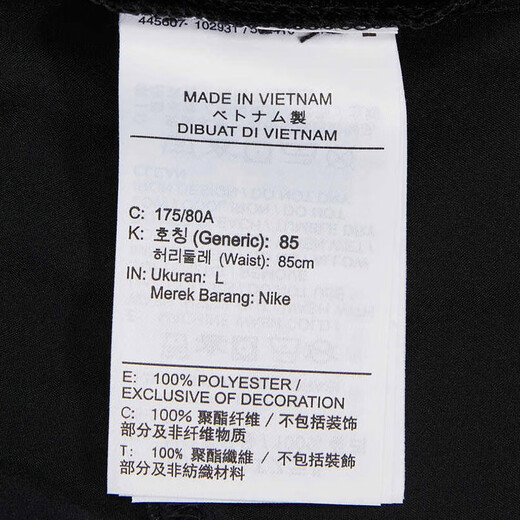 MADE IN VIETNAM
ベトナム製
DIBUAT DI VIETNAM
C: 175/80A
K: 호칭 (Generic): 85
허리둘레 (Waist): 85cm
IN: Ukuran: L
Merek Barang: Nike
E: 100% POLYESTER /
EXCLUSIVE OF DECORATION
C: 100% 聚酯纤维 / 不包括装饰
部分及非纤维物质
T: 100% 聚酯纖維 / 不包括裝飾
部分及非紡織材料